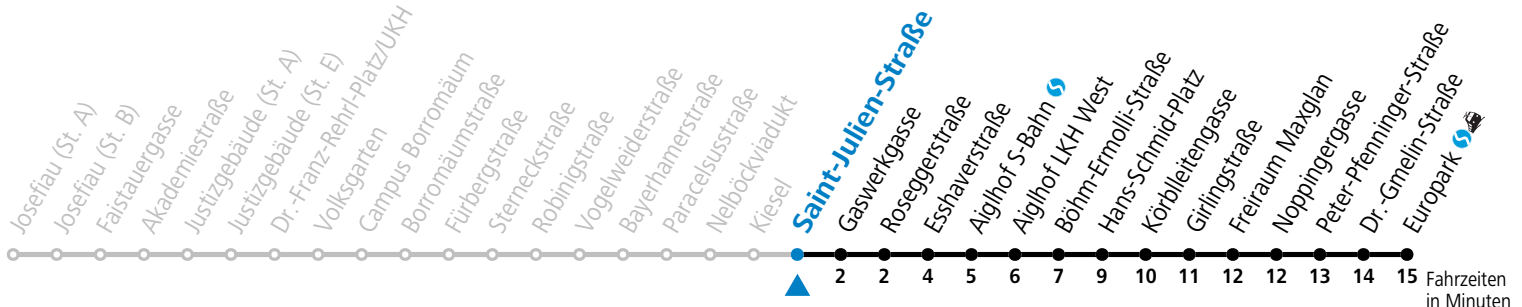 Josefiau (St. A)
Josefiau (St. B)
Faistauergasse
Akademiestraße
Justizgebäude (St. A)
Justizgebäude (St. E)
Dr.-Franz-Rehrl-Platz/UKH
Volksgarten
Campus Borromäum
Borromäumstraße
Fürbergstraße
Sterneckstraße
Robinigstraße
Vogelweiderstraße
Bayerhamerstraße
Paracelsusstraße
Nelböckviadukt
Kiesel
Saint-Julien-Straße
Gaswerkgasse
Roseggerstraße
Esshaverstraße
Aiglhof S-Bahn
Aiglhof LKH West
Böhm-Ermolli-Straße
Hans-Schmid-Platz
Körblleitengasse
Girlingstraße
Freiraum Maxglan
Noppingergasse
Peter-Pfenninger-Straße
Dr.-Gmelin-Straße
Europark
2 2 4 5 6 7 9 10 11 12 12 13 14 15 Fahrzeiten
in Minuten